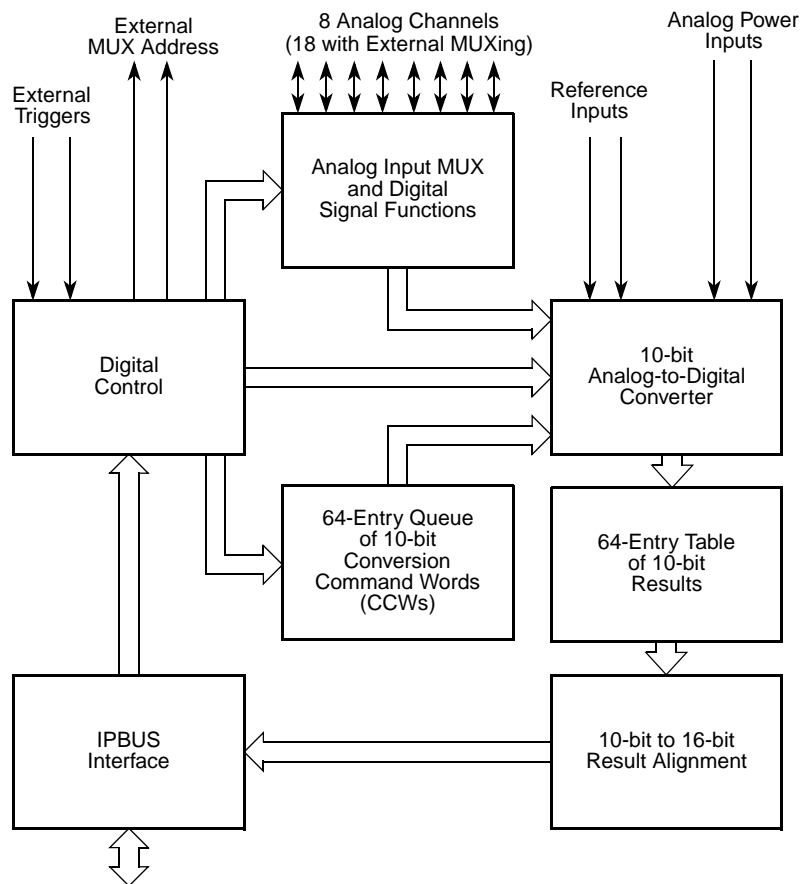 External
MUX Address
8 Analog Channels
(18 with External MUXing)
Analog Power
Inputs
External
Triggers
Reference
Inputs
Analog Input MUX
and Digital
Signal Functions
Digital
Control
10-bit
Analog-to-Digital
Converter
64-Entry Queue
of 10-bit
Conversion
Command Words
(CCWs)
64-Entry Table
of 10-bit
Results
IPBUS
Interface
10-bit to 16-bit
Result Alignment